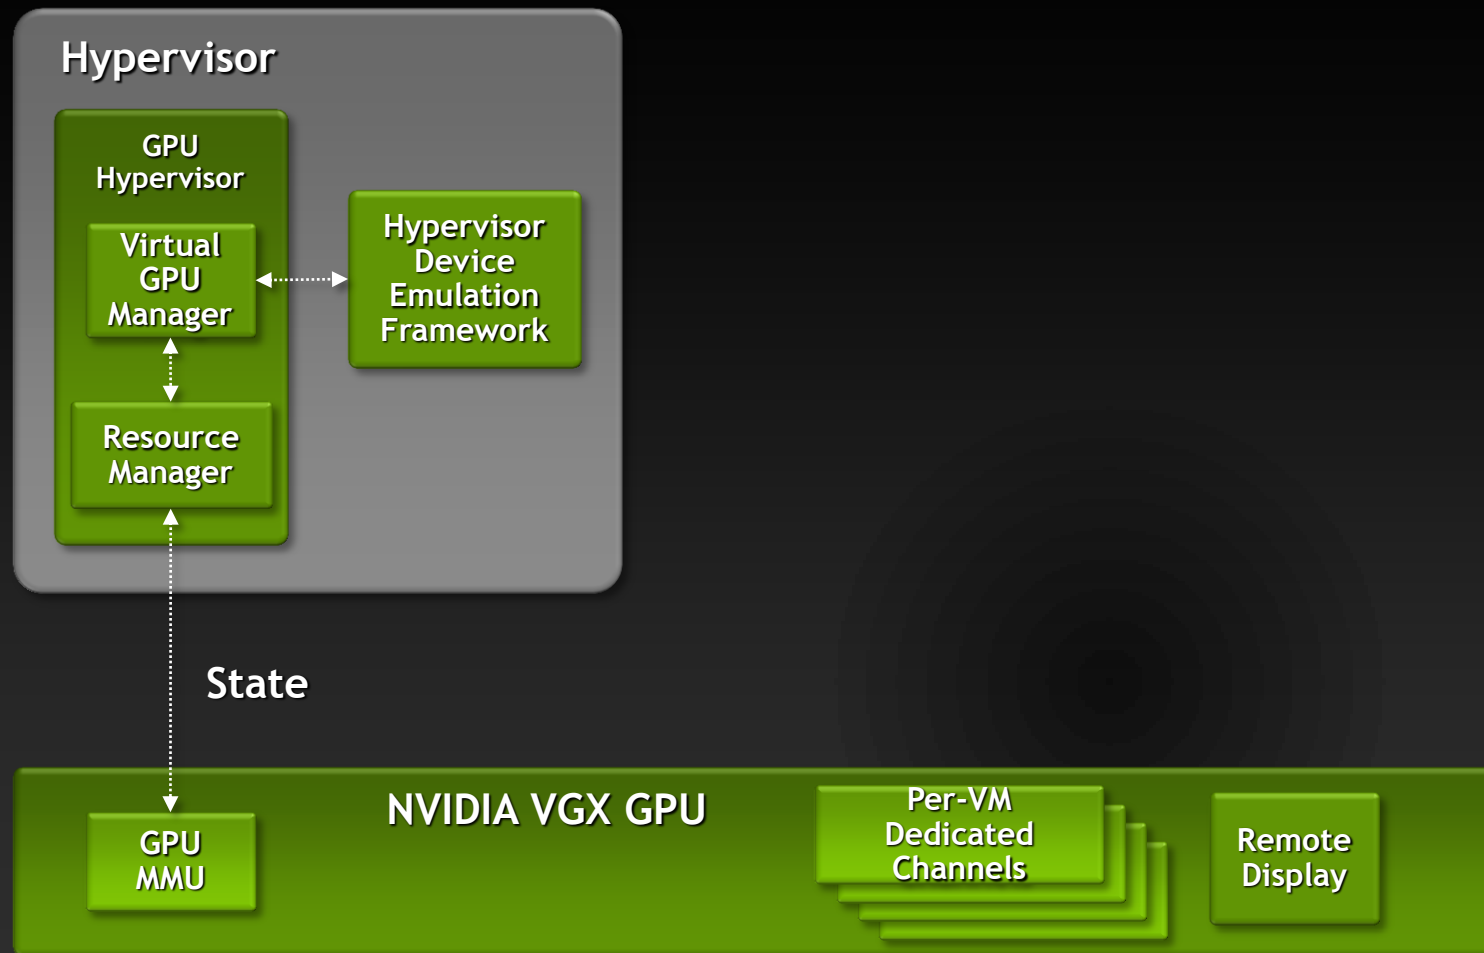 Hypervisor
GPU
Hypervisor
Virtual
GPU
Manager
Hypervisor
Device
Emulation
Framework
Resource
Manager
State
NVIDIA VGX GPU
GPU
MMU
Per-VM
Dedicated
Channels
Remote
Display